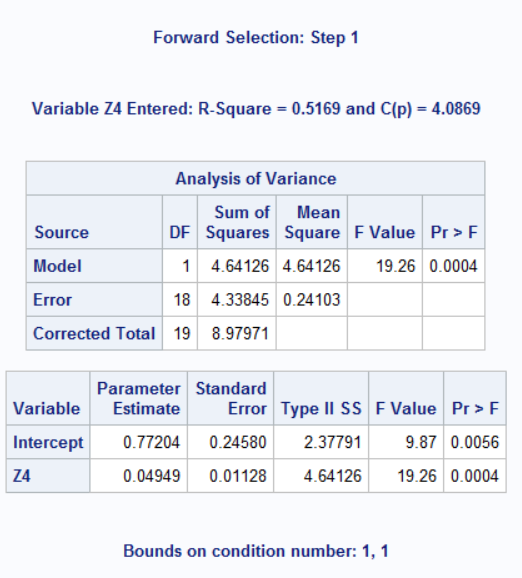 Forward Selection: Step 1
Variable Z4 Entered: R-Square = 0.5169 and C(p) = 4.0869
Analysis of Variance
Source DF Sum of Squares Mean Square F Value Pr > F
Model 1 4.64126 4.64126 19.26 0.0004
Error 18 4.33845 0.24103
Corrected Total 19 8.97971
Variable Parameter Estimate Standard Error Type II SS F Value Pr > F
Intercept 0.77204 0.24580 2.37791 9.87 0.0056
Z4 0.04949 0.01128 4.64126 19.26 0.0004
Bounds on condition number: 1, 1